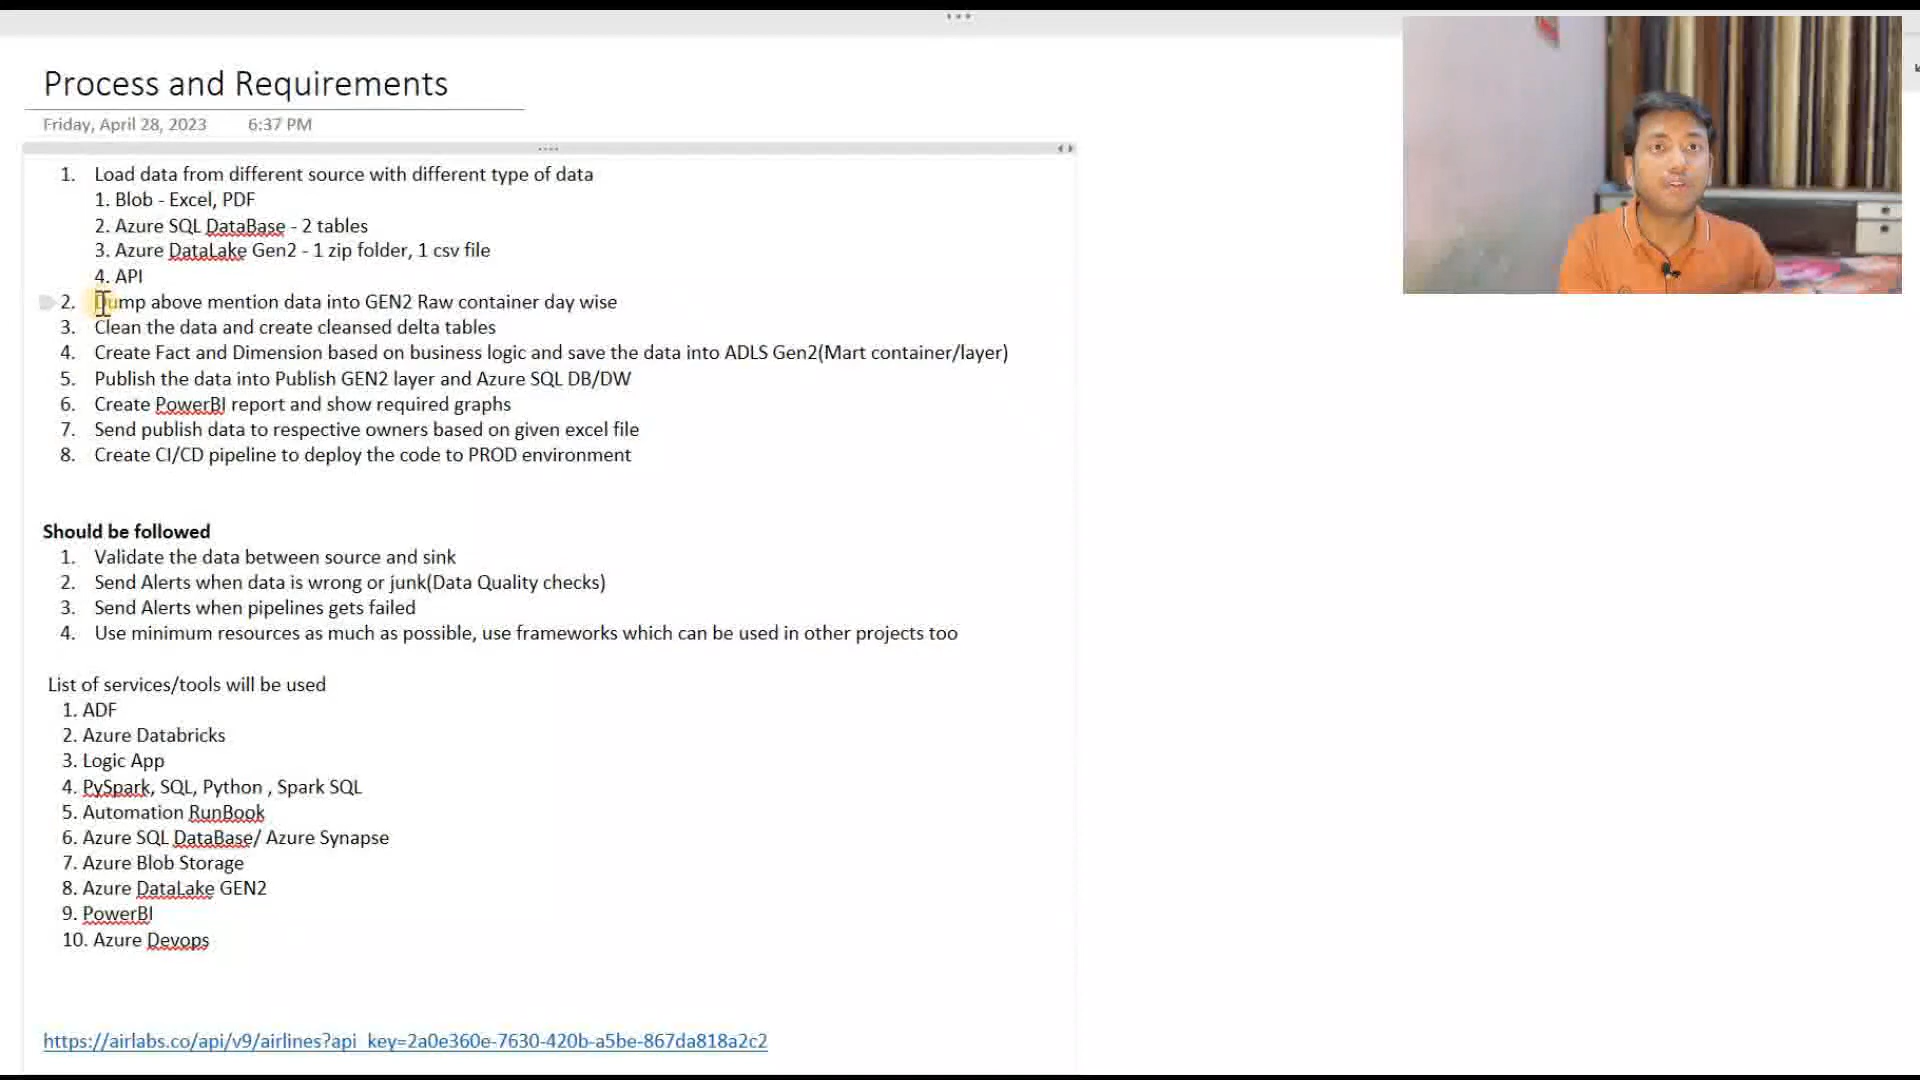 Process and Requirements
Friday, April 28, 2023 6:37 PM
1. Load data from different source with different type of data
1. Blob - Excel, PDF
2. Azure SQL DataBase - 2 tables
3. Azure DataLake Gen2 - 1 zip folder, 1 csv file
4. API
2. Dump above mention data into GEN2 Raw container day wise
3. Clean the data and create cleansed delta tables
4. Create Fact and Dimension based on business logic and save the data into ADLS Gen2(Mart container/layer)
5. Publish the data into Publish GEN2 layer and Azure SQL DB/DW
6. Create PowerBI report and show required graphs
7. Send publish data to respective owners based on given excel file
8. Create CI/CD pipeline to deploy the code to PROD environment
Should be followed
1. Validate the data between source and sink
2. Send Alerts when data is wrong or junk(Data Quality checks)
3. Send Alerts when pipelines gets failed
4. Use minimum resources as much as possible, use frameworks which can be used in other projects too
List of services/tools will be used
1. ADF
2. Azure Databricks
3. Logic App
4. PySpark, SQL, Python , Spark SQL
5. Automation RunBook
6. Azure SQL DataBase/ Azure Synapse
7. Azure Blob Storage
8. Azure DataLake GEN2
9. PowerBI
10. Azure Devops
https://airlabs.co/api/v9/airlines?api_key=2a0e360e-7630-420b-a5be-867da818a2c2